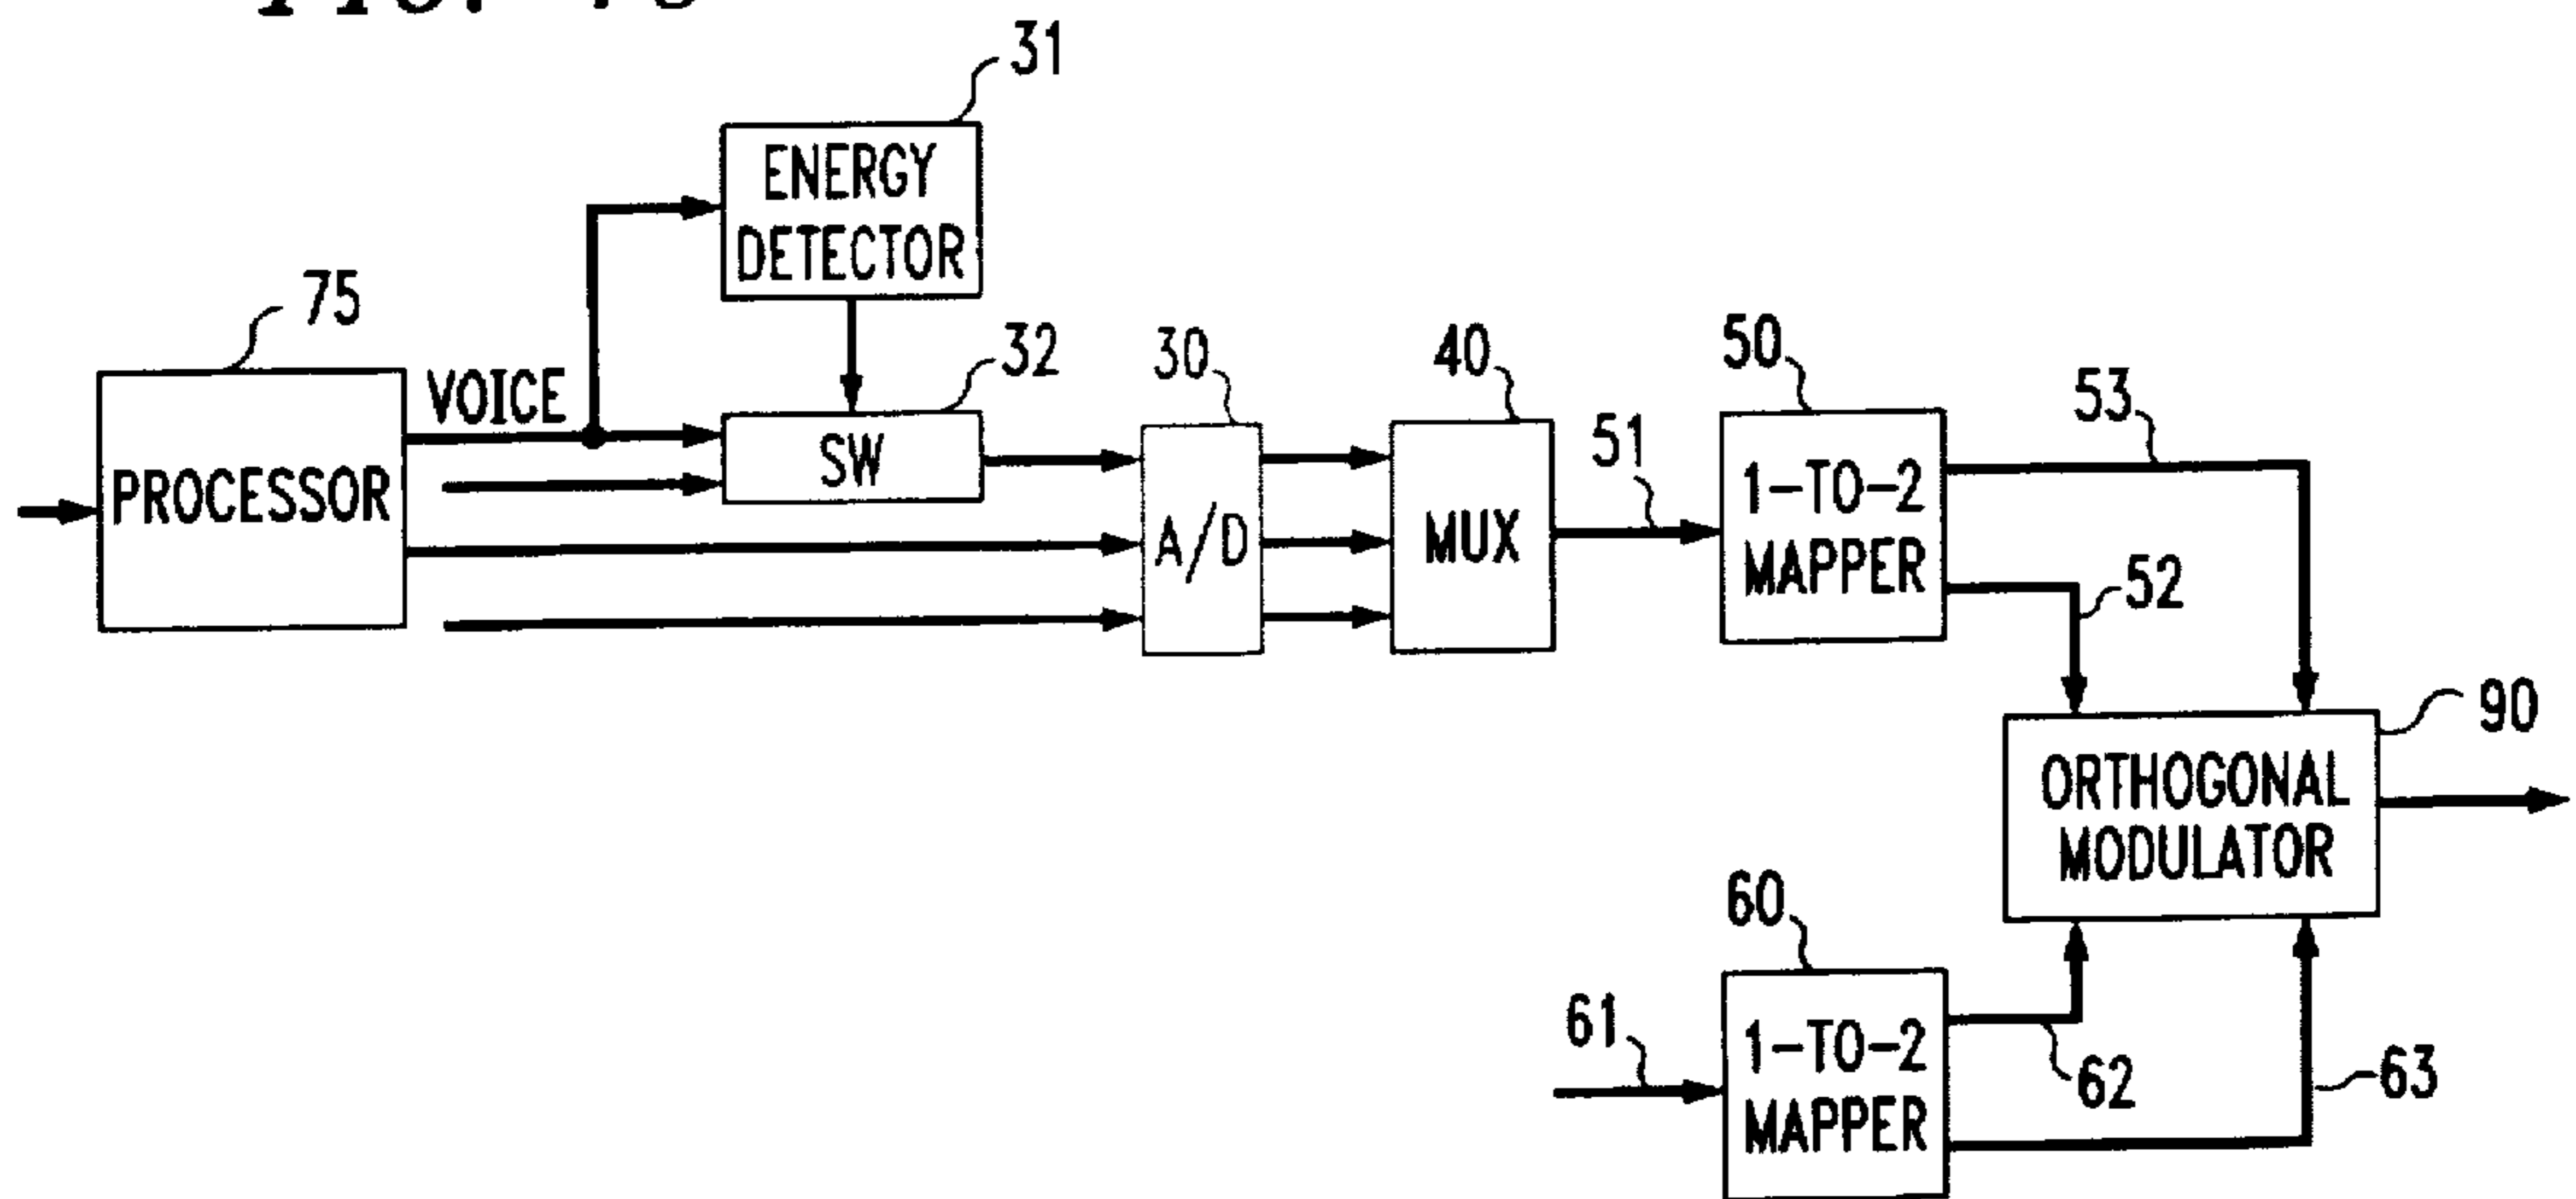 31
ENERGY
DETECTOR
75
32
30
40
50
53
VOICE
51
PROCESSOR
SW
A/D
MUX
1-TO-2
MAPPER
52
90
ORTHOGONAL
MODULATOR
60
61
1-TO-2
MAPPER
62
63